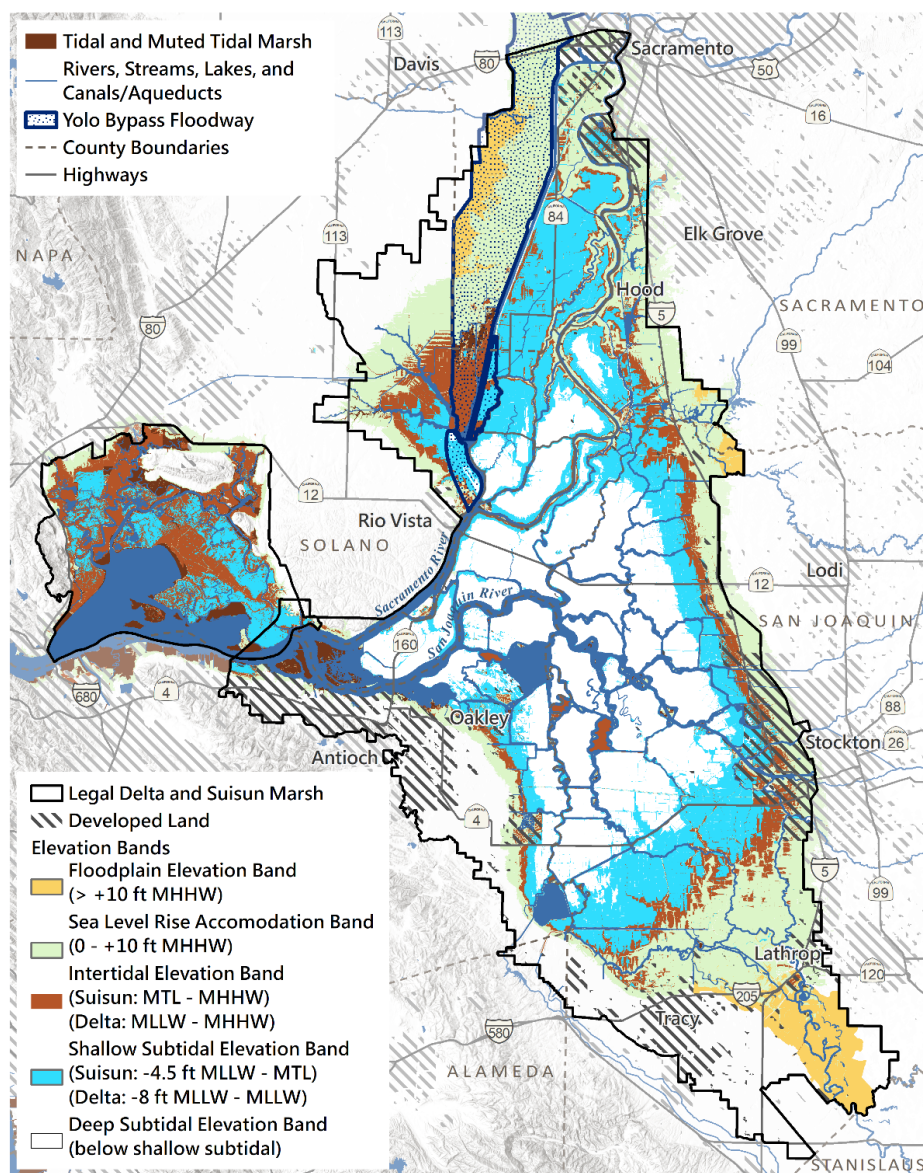 Tidal and Muted Tidal Marsh
Rivers, Streams, Lakes, and
Canals/Aqueducts
Yolo Bypass Floodway
County Boundaries
Highways
113
Davis
80
Sacramento
50
16
84
113
Elk Grove
NAPA
Hood
5
SACRAMENTO
80
99
104
12
Rio Vista
SOLANO
Sacramento River
Lodi
12
San Joaquin River
SAN JOAQUIN
160
680
4
88
Oakley
Stockton
26
Antioch
4
5
99
Lathrop
120
205
Tracy
580
ALAMEDA
STANISLAUS
Legal Delta and Suisun Marsh
Developed Land
Elevation Bands
Floodplain Elevation Band
(> +10 ft MHHW)
Sea Level Rise Accomodation Band
(0 - +10 ft MHHW)
Intertidal Elevation Band
(Suisun: MTL - MHHW)
(Delta: MLLW - MHHW)
Shallow Subtidal Elevation Band
(Suisun: -4.5 ft MLLW - MTL)
(Delta: -8 ft MLLW - MLLW)
Deep Subtidal Elevation Band
(below shallow subtidal)